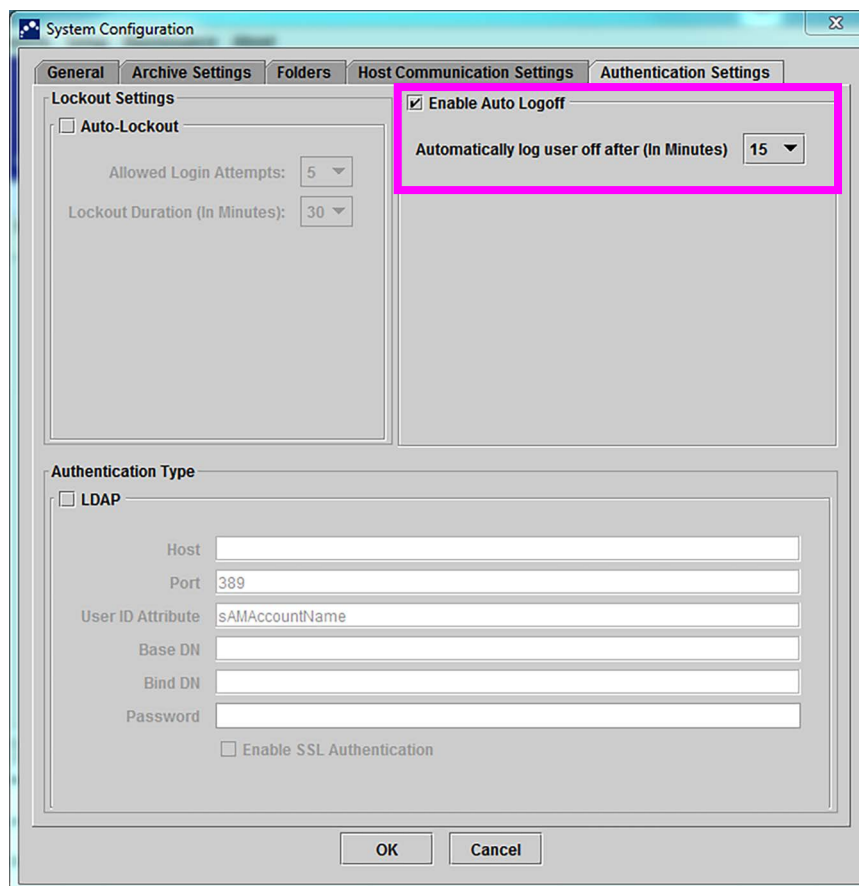 System Configuration
General Archive Settings Folders Host Communication Settings Authentication Settings
Lockout Settings
Auto-Lockout
Allowed Login Attempts: 5
Lockout Duration (In Minutes): 30
Enable Auto Logoff
Automatically log user off after (In Minutes) 15
Authentication Type
LDAP
Host
Port 389
User ID Attribute sAMAccountName
Base DN
Bind DN
Password
Enable SSL Authentication
OK Cancel